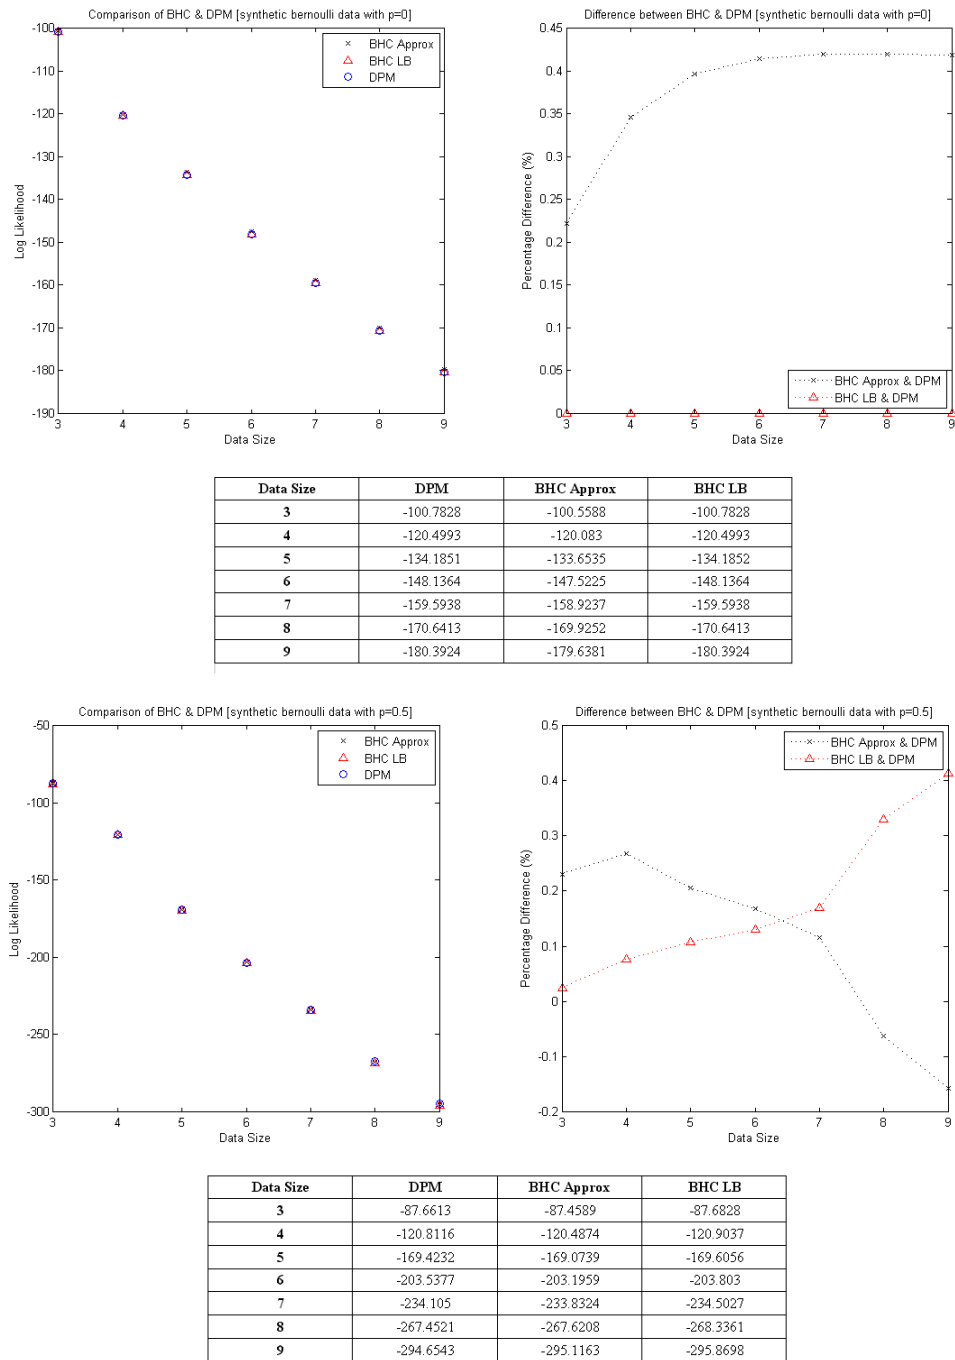 Comparison of BHC & DPM [synthetic bernoulli data with p=0]
-100
-110
-120
-130
-140
-150
-160
-170
-180
-190
Log Likelihood
3 4 5 6 7 8 9
Data Size
BHC Approx
BHC LB
DPM
Difference between BHC & DPM [synthetic bernoulli data with p=0]
0.45
0.4
0.35
0.3
0.25
0.2
0.15
0.1
0.05
0
Percentage Difference (%)
3 4 5 6 7 8 9
Data Size
BHC Approx & DPM
BHC LB & DPM
Data Size DPM BHC Approx BHC LB
3 -100.7828 -100.5588 -100.7828
4 -120.4993 -120.083 -120.4993
5 -134.1851 -133.6535 -134.1852
6 -148.1364 -147.5225 -148.1364
7 -159.5938 -158.9237 -159.5938
8 -170.6413 -169.9252 -170.6413
9 -180.3924 -179.6381 -180.3924
Comparison of BHC & DPM [synthetic bernoulli data with p=0.5]
-50
-100
-150
-200
-250
-300
Log Likelihood
3 4 5 6 7 8 9
Data Size
BHC Approx
BHC LB
DPM
Difference between BHC & DPM [synthetic bernoulli data with p=0.5]
0.5
0.4
0.3
0.2
0.1
0
-0.1
-0.2
Percentage Difference (%)
3 4 5 6 7 8 9
Data Size
BHC Approx & DPM
BHC LB & DPM
Data Size DPM BHC Approx BHC LB
3 -87.6613 -87.4589 -87.6828
4 -120.8116 -120.4874 -120.9037
5 -169.4232 -169.0739 -169.6056
6 -203.5377 -203.1959 -203.803
7 -234.105 -233.8324 -234.5027
8 -267.4521 -267.6208 -268.3361
9 -294.6543 -295.1163 -295.8698